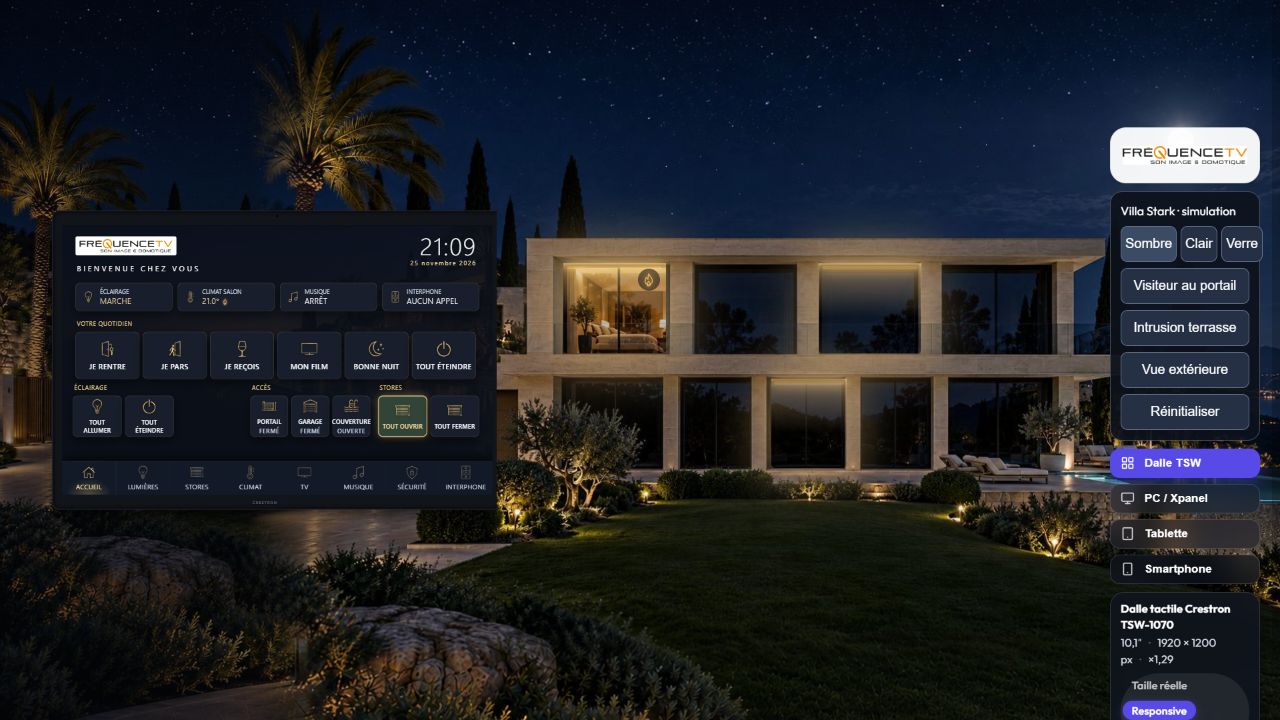 FRÉQUENCETV
SON IMAGE & DOMOTIQUE
BIENVENUE CHEZ VOUS
21:09
25 novembre 2026
ÉCLAIRAGE
MARCHE
CLIMAT SALON
21.0°
MUSIQUE
ARRÊT
INTERPHONE
AUCUN APPEL
VOTRE QUOTIDIEN
JE RENTRE
JE PARS
JE REÇOIS
MON FILM
BONNE NUIT
TOUT ÉTEINDRE
ÉCLAIRAGE
TOUT
ALLUMER
TOUT
ÉTEINDRE
ACCÈS
PORTAIL
FERMÉ
GARAGE
FERMÉ
COUVERTURE
OUVERTE
STORES
TOUT OUVRIR
TOUT FERMER
ACCUEIL
LUMIÈRES
STORES
CLIMAT
TV
MUSIQUE
SÉCURITÉ
INTERPHONE
CRESTRON
FRÉQUENCETV
SON IMAGE & DOMOTIQUE
Villa Stark · simulation
Sombre
Clair
Verre
Visiteur au portail
Intrusion terrasse
Vue extérieure
Réinitialiser
Dalle TSW
PC / Xpanel
Tablette
Smartphone
Dalle tactile Crestron
TSW-1070
10,1" · 1920 × 1200
px · ×1,29
Taille réelle
Responsive